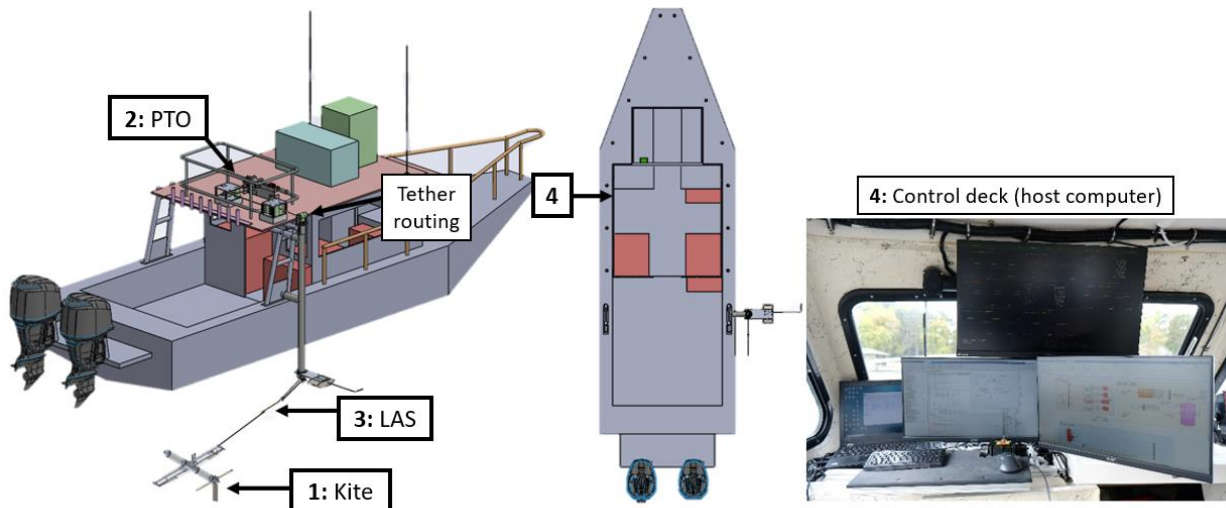 2: PTO
Tether
routing
3: LAS
1: Kite
4
4: Control deck (host computer)